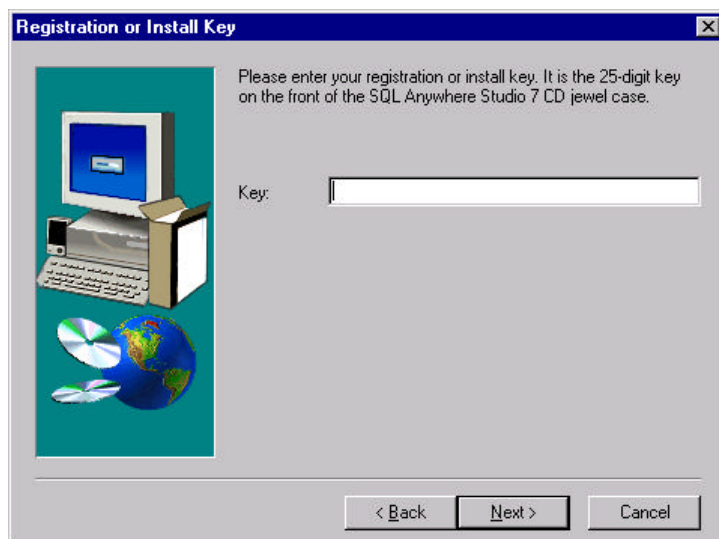 Registration or Install Key
Please enter your registration or install key. It is the 25-digit key
on the front of the SQL Anywhere Studio 7 CD jewel case.
Key:
< Back
Next >
Cancel